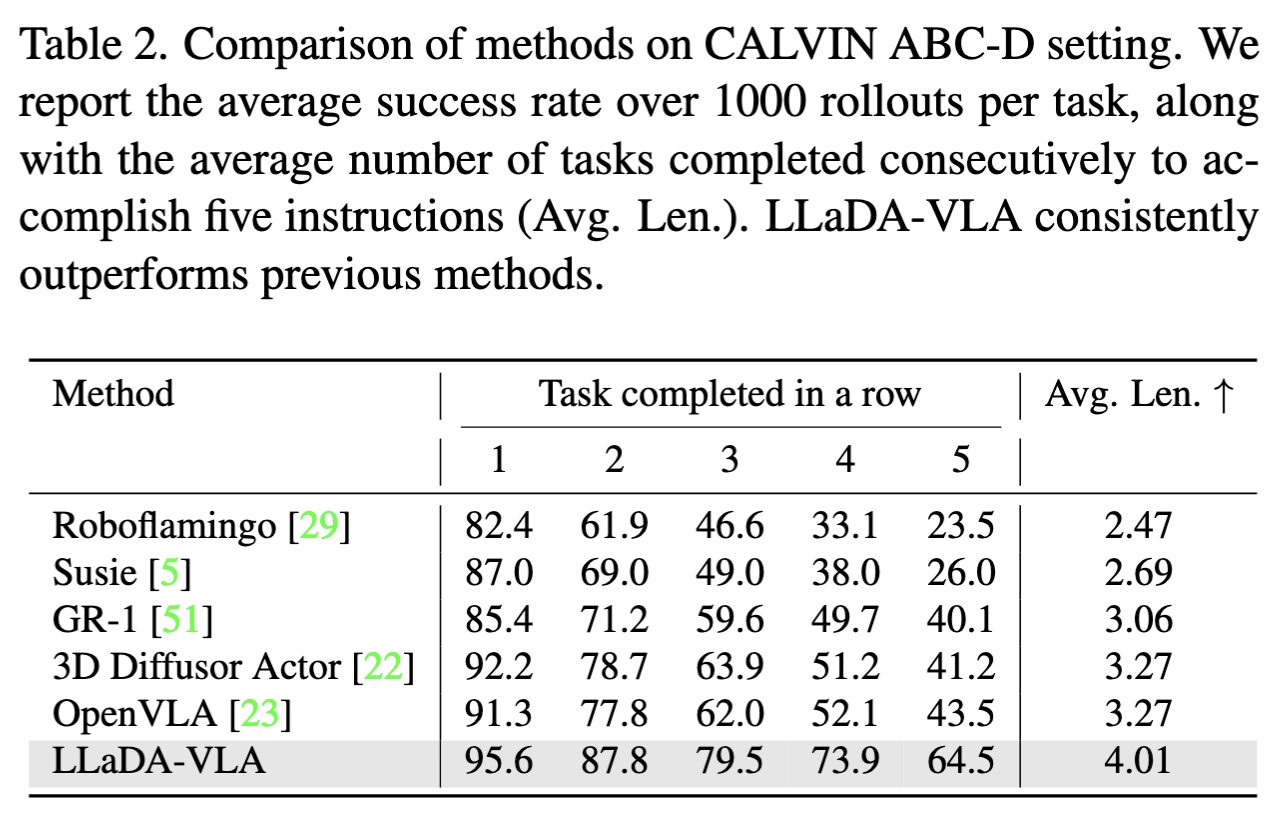 Table 2. Comparison of methods on CALVIN ABC-D setting. We
report the average success rate over 1000 rollouts per task, along
with the average number of tasks completed consecutively to ac-
complish five instructions (Avg. Len.). LLaDA-VLA consistently
outperforms previous methods.
Method Task completed in a row Avg. Len. ↑
1 2 3 4 5
Roboflamingo [29] 82.4 61.9 46.6 33.1 23.5 2.47
Susie [5] 87.0 69.0 49.0 38.0 26.0 2.69
GR-1 [51] 85.4 71.2 59.6 49.7 40.1 3.06
3D Diffusor Actor [22] 92.2 78.7 63.9 51.2 41.2 3.27
OpenVLA [23] 91.3 77.8 62.0 52.1 43.5 3.27
LLaDA-VLA 95.6 87.8 79.5 73.9 64.5 4.01